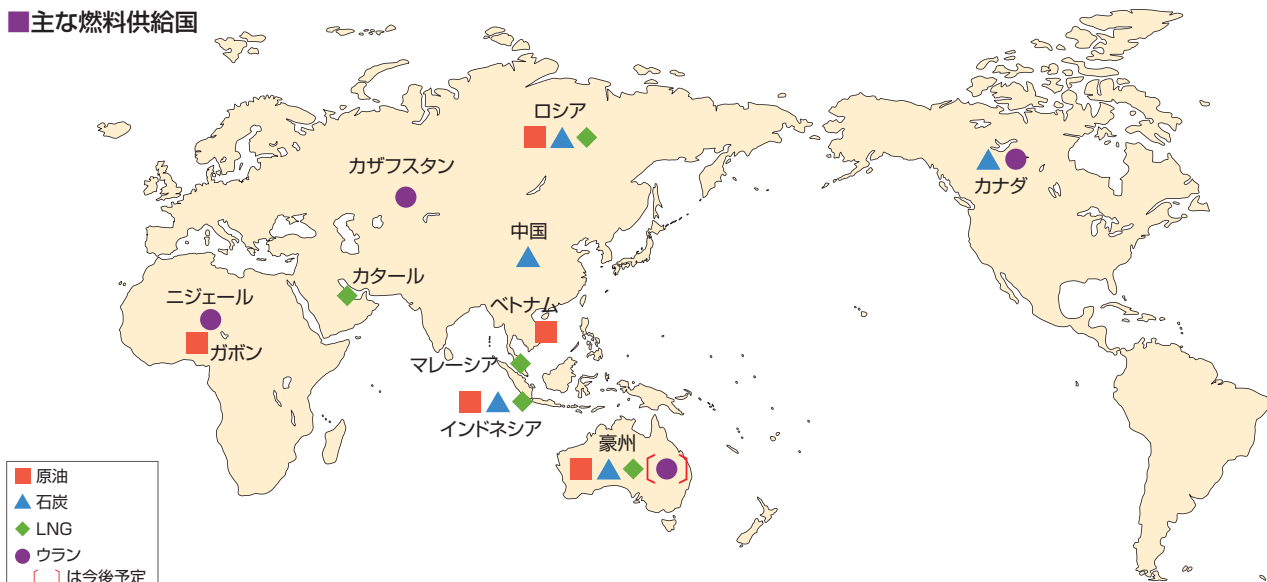 ■主な燃料供給国
ロシア
カザフスタン
カナダ
中国
カタール
ニジェール
ベトナム
ガボン
マレーシア
インドネシア
豪州
原油
石炭
LNG
ウラン
〔　〕は今後予定